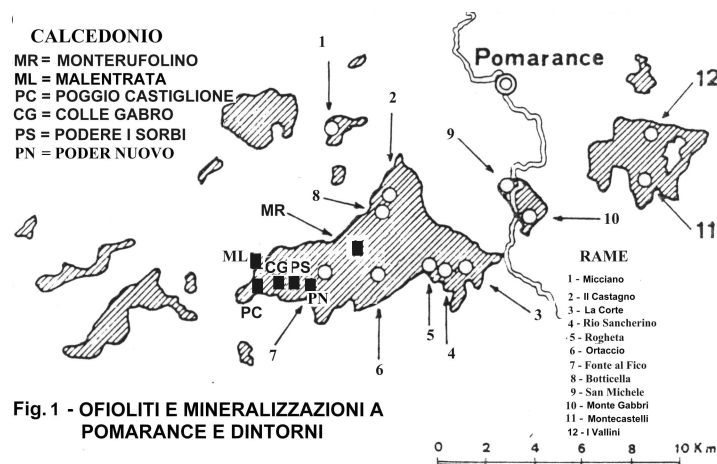 CALCEDONIO
MR = MONTERUFOLINO
ML = MALENTRATA
PC = POGGIO CASTIGLIONE
CG = COLLE GABRO
PS = PODERE I SORBI
PN = PODER NUOVO
1
2
Pomarance
12
9
8
MR
10
11
ML
CG PS
PN
PC
7
6
5
4
3
RAME
1 - Micciano
2 - Il Castagno
3 - La Corte
4 - Rio Sancherino
5 - Rogheta
6 - Ortaccio
7 - Fonte al Fico
8 - Botticella
9 - San Michele
10 - Monte Gabbri
11 - Montecastelli
12 - I Vallini
Fig. 1 - OFIOLITI E MINERALIZZAZIONI A
POMARANCE E DINTORNI
0 2 4 6 8 10 Km